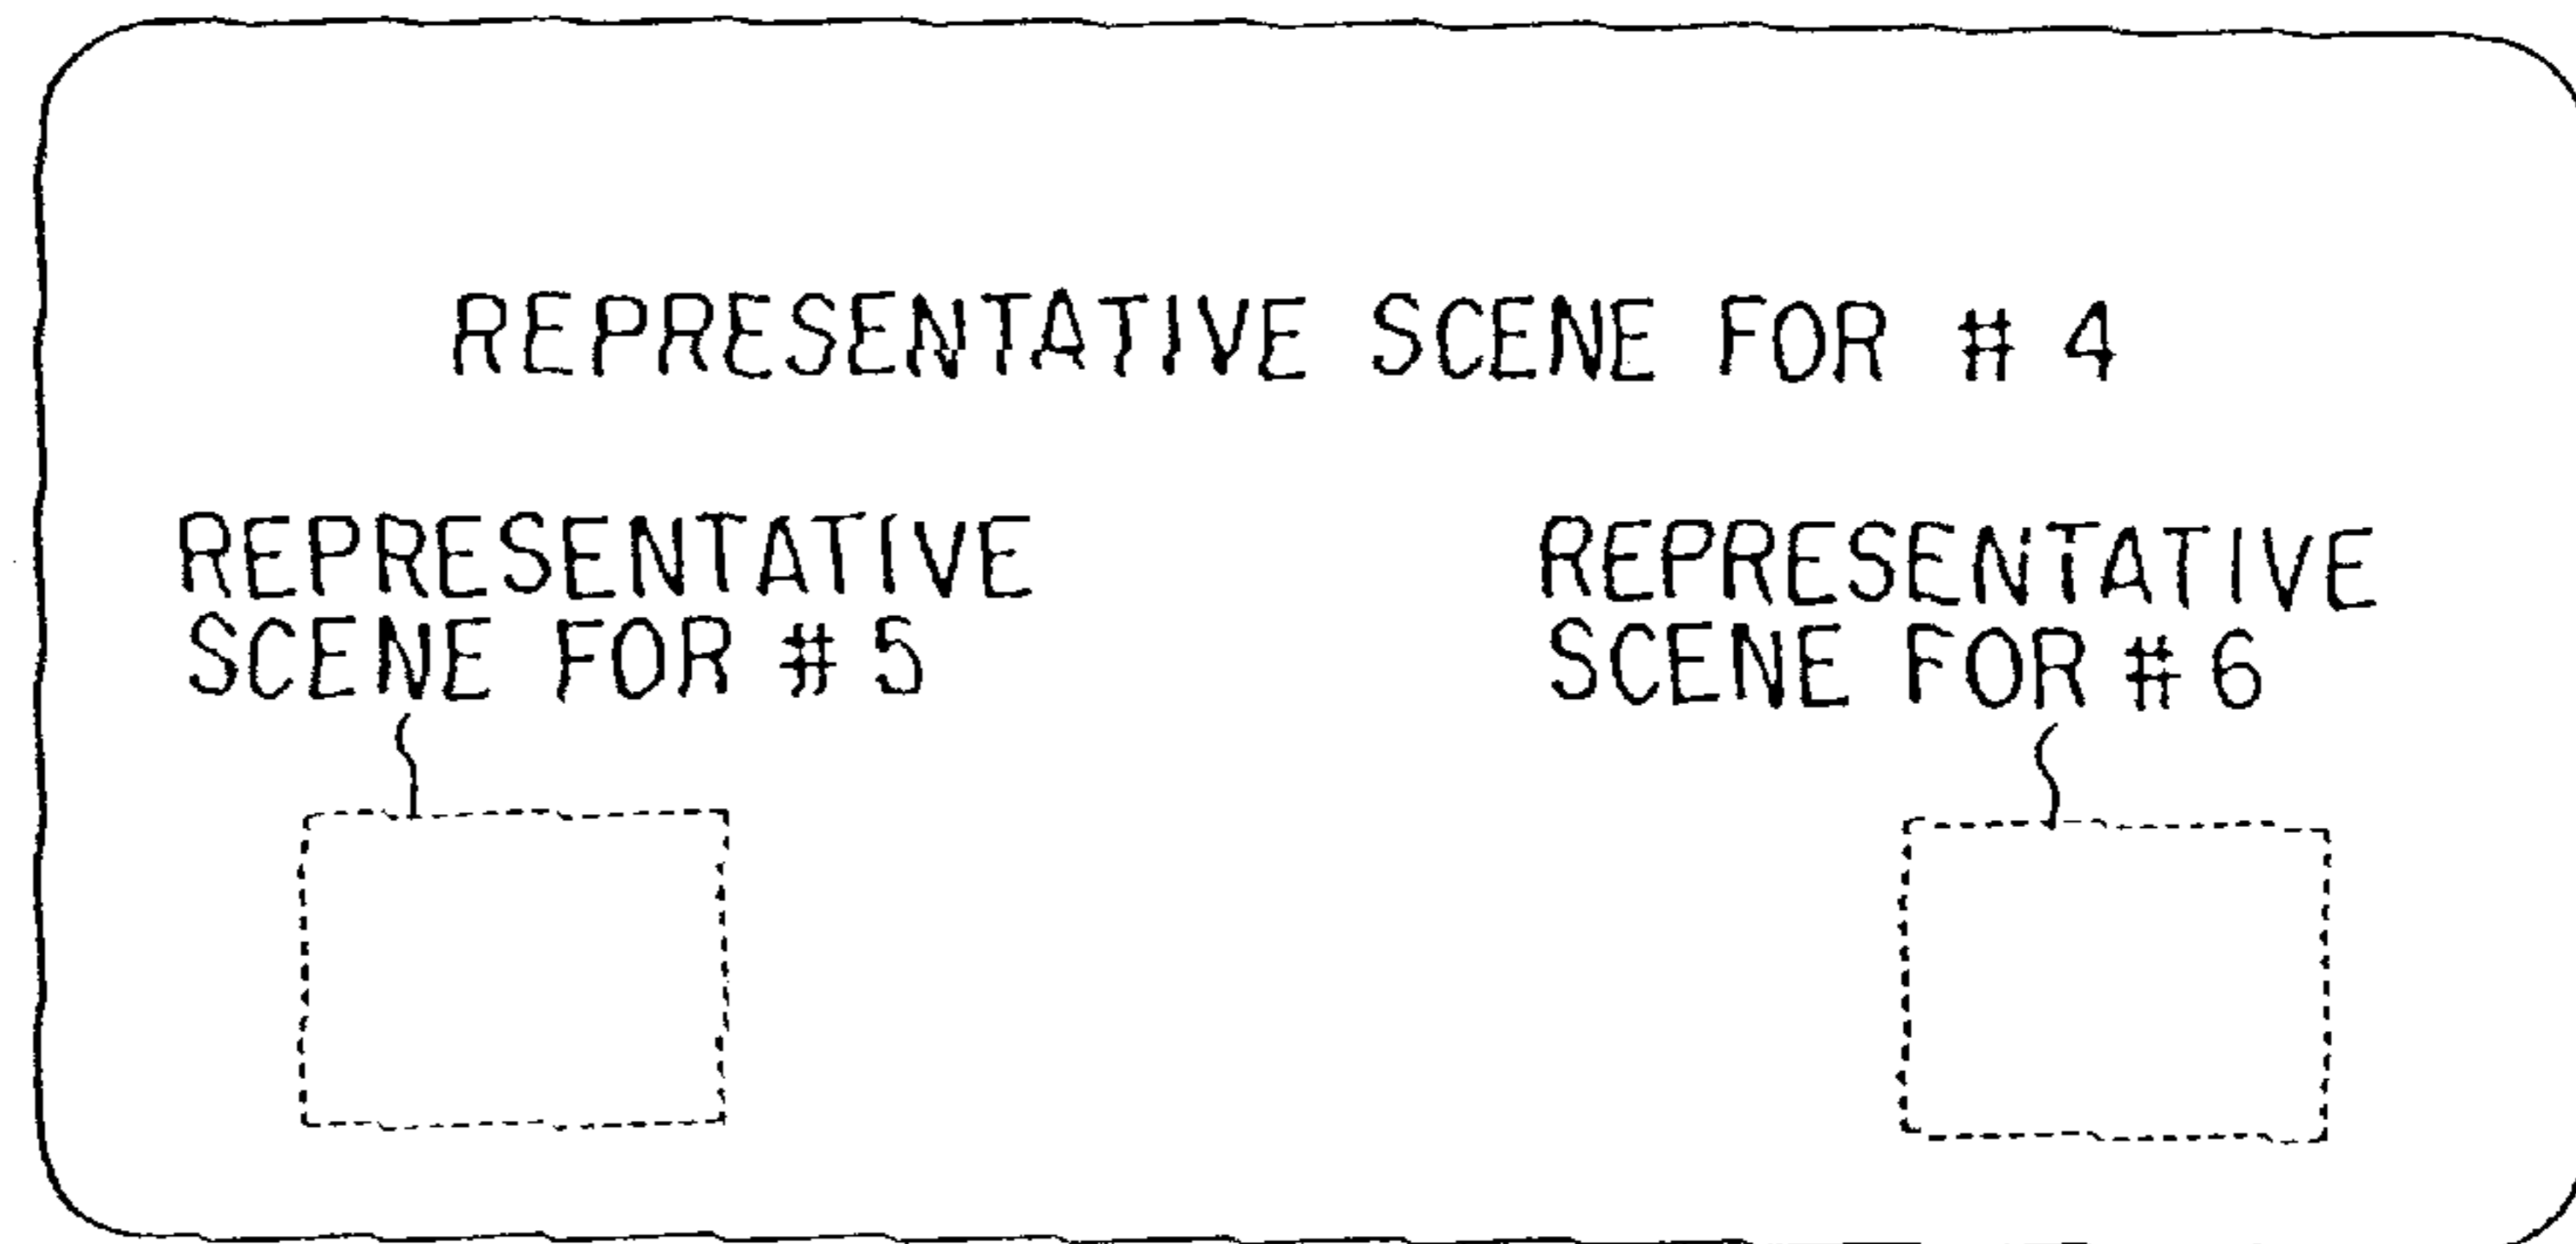 REPRESENTATIVE SCENE FOR # 4
REPRESENTATIVE
SCENE FOR # 5
REPRESENTATIVE
SCENE FOR # 6